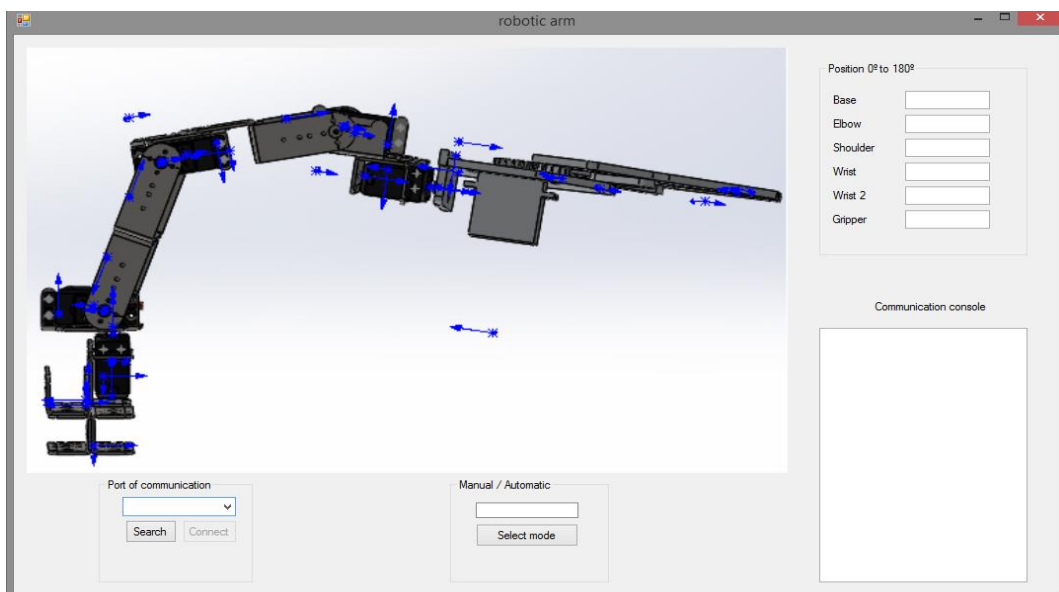 robotic arm
Position 0º to 180º
Base
Elbow
Shoulder
Wrist
Wrist 2
Gripper
Communication console
Port of communication
Search Connect
Manual / Automatic
Select mode